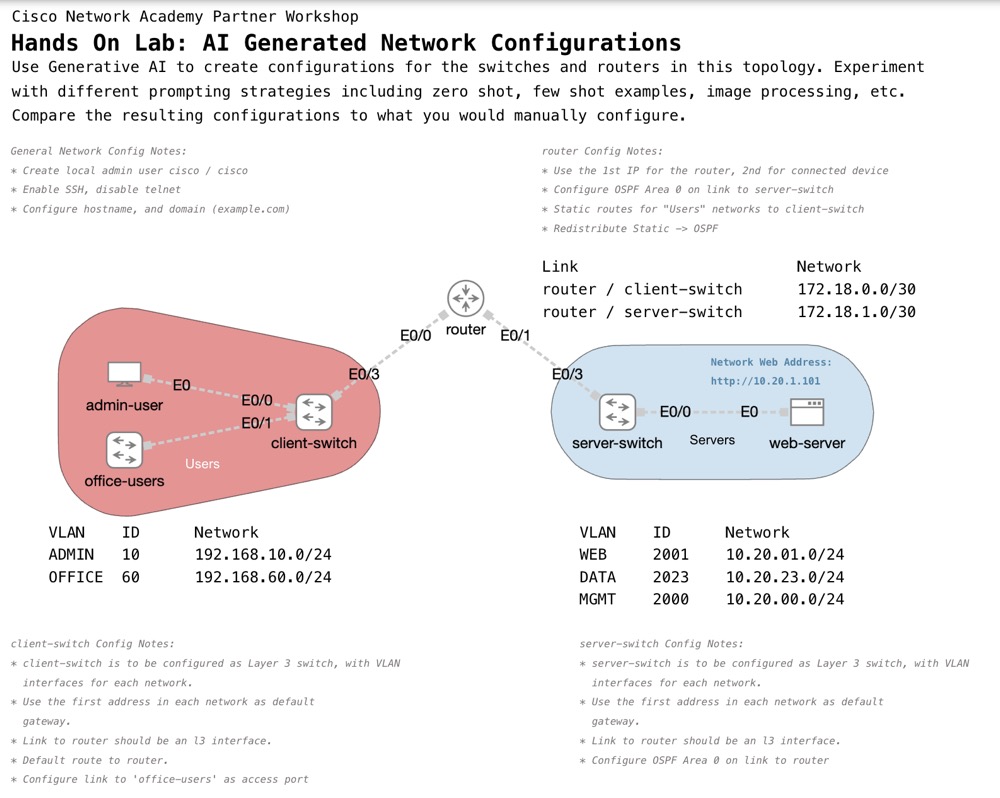 Cisco Network Academy Partner Workshop
Hands On Lab: AI Generated Network Configurations
Use Generative AI to create configurations for the switches and routers in this topology. Experiment
with different prompting strategies including zero shot, few shot examples, image processing, etc.
Compare the resulting configurations to what you would manually configure.
General Network Config Notes:
* Create local admin user cisco / cisco
* Enable SSH, disable telnet
* Configure hostname, and domain (example.com)
router Config Notes:
* Use the 1st IP for the router, 2nd for connected device
* Configure OSPF Area 0 on link to server-switch
* Static routes for "Users" networks to client-switch
* Redistribute Static -> OSPF
Link Network
router / client-switch 172.18.0.0/30
router / server-switch 172.18.1.0/30
router
E0/0
E0/1
E0/3
E0/3
admin-user
E0
E0/0
E0/1
client-switch
office-users
Users
Network Web Address:
http://10.20.1.101
E0/0
E0
server-switch
Servers
web-server
VLAN ID Network
ADMIN 10 192.168.10.0/24
OFFICE 60 192.168.60.0/24
VLAN ID Network
WEB 2001 10.20.01.0/24
DATA 2023 10.20.23.0/24
MGMT 2000 10.20.00.0/24
client-switch Config Notes:
* client-switch is to be configured as Layer 3 switch, with VLAN
interfaces for each network.
* Use the first address in each network as default
gateway.
* Link to router should be an l3 interface.
* Default route to router.
* Configure link to 'office-users' as access port
server-switch Config Notes:
* server-switch is to be configured as Layer 3 switch, with VLAN
interfaces for each network.
* Use the first address in each network as default
gateway.
* Link to router should be an l3 interface.
* Configure OSPF Area 0 on link to router